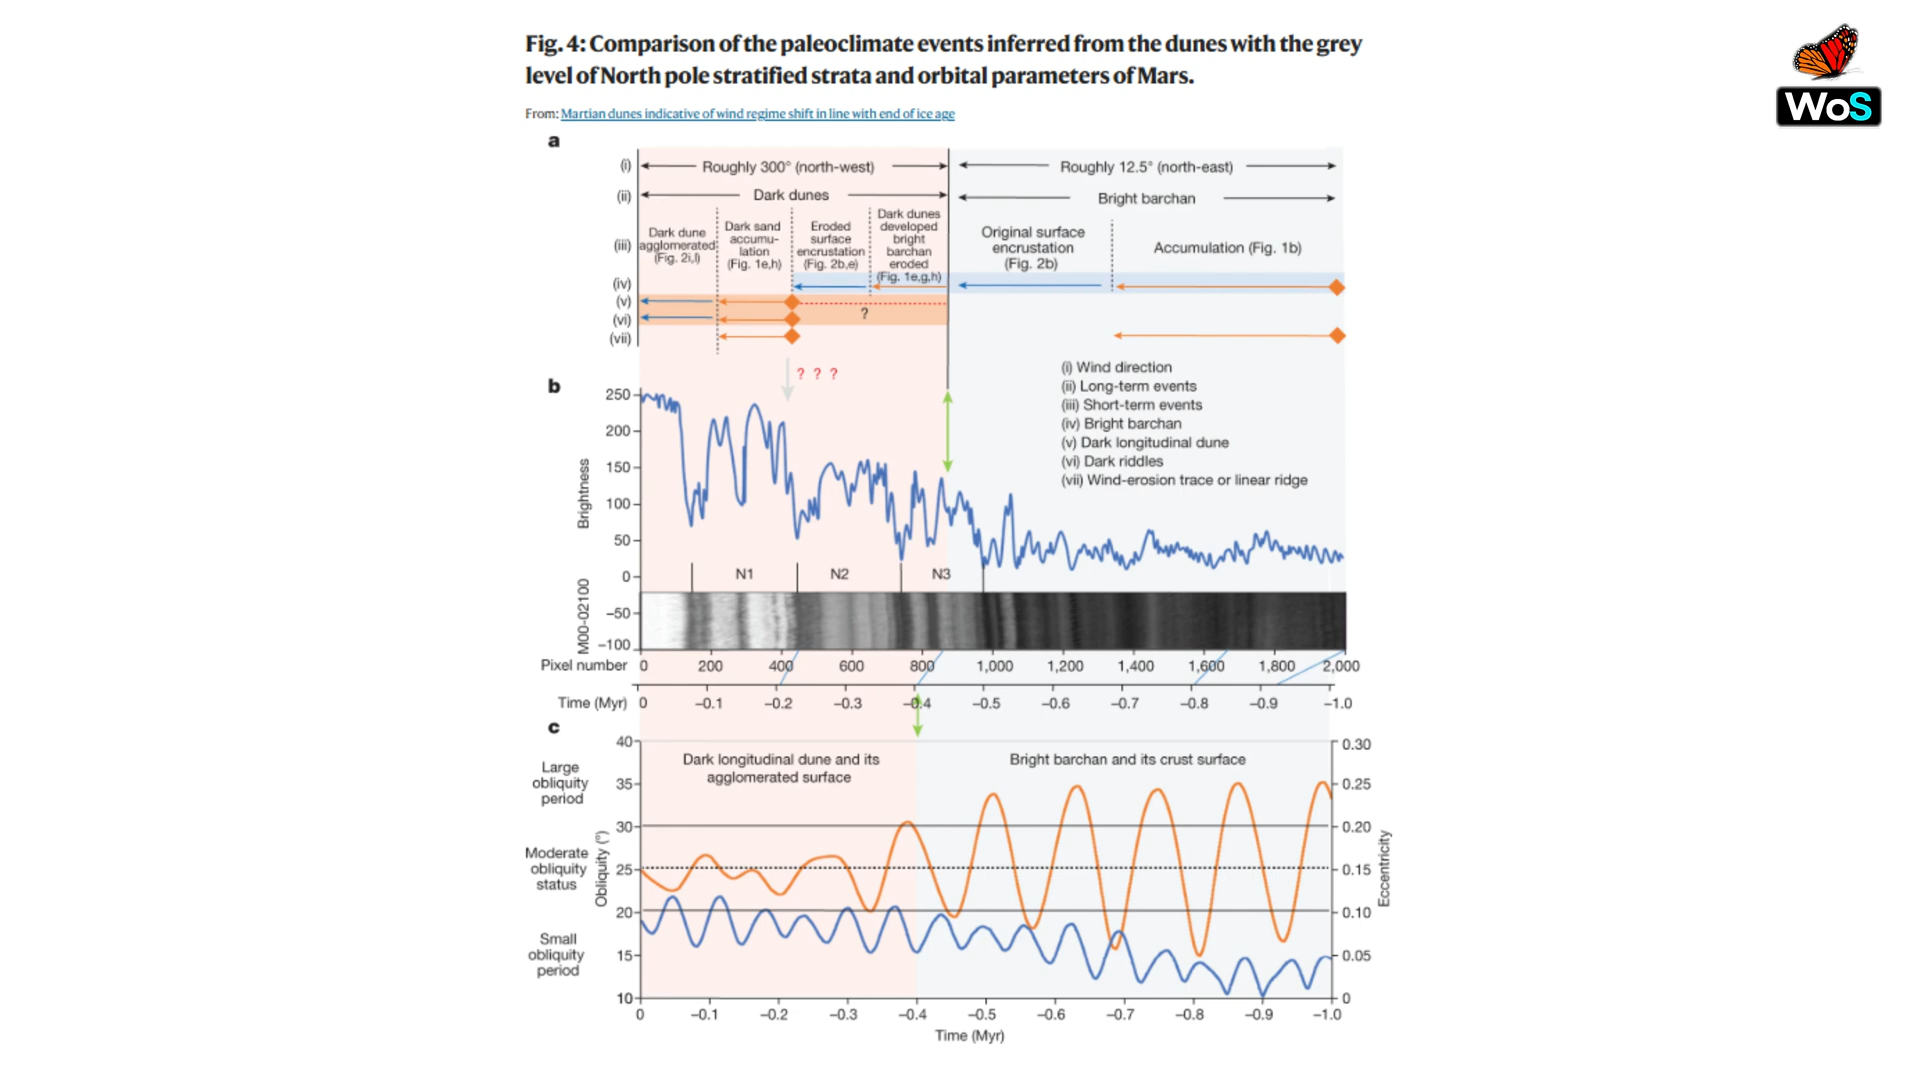 Fig. 4: Comparison of the paleoclimate events inferred from the dunes with the grey
level of North pole stratified strata and orbital parameters of Mars.
WoS
From: Martian dunes indicative of wind regime shift in line with end of ice age
a
(i) Roughly 300° (north-west) Roughly 12.5° (north-east)
(ii) Dark dunes Bright barchan
(iii)
Dark dune
agglomerated
(Fig. 2i,l)
Dark sand
accumu-
lation
(Fig. 1e,h)
Eroded
surface
encrustation
(Fig. 2b,e)
Dark dunes
developed
bright
barchan
eroded
(Fig. 1e,g,h)
Original surface
encrustation
(Fig. 2b)
Accumulation (Fig. 1b)
(iv)
(v)
(vi) ?
(vii)
? ? ?
(i) Wind direction
(ii) Long-term events
(iii) Short-term events
(iv) Bright barchan
(v) Dark longitudinal dune
(vi) Dark riddles
(vii) Wind-erosion trace or linear ridge
b
Brightness
250
200
150
100
50
0
−50
−100
N1 N2 N3
M00-02100
Pixel number 0 200 400 600 800 1,000 1,200 1,400 1,600 1,800 2,000
Time (Myr) 0 −0.1 −0.2 −0.3 −0.4 −0.5 −0.6 −0.7 −0.8 −0.9 −1.0
c
Large
obliquity
period
Moderate
obliquity
status
Small
obliquity
period
Obliquity (°)
40
35
30
25
20
15
10
Dark longitudinal dune and its
agglomerated surface
Bright barchan and its crust surface
0.30
0.25
0.20
0.15
0.10
0.05
0
Eccentricity
0 −0.1 −0.2 −0.3 −0.4 −0.5 −0.6 −0.7 −0.8 −0.9 −1.0
Time (Myr)